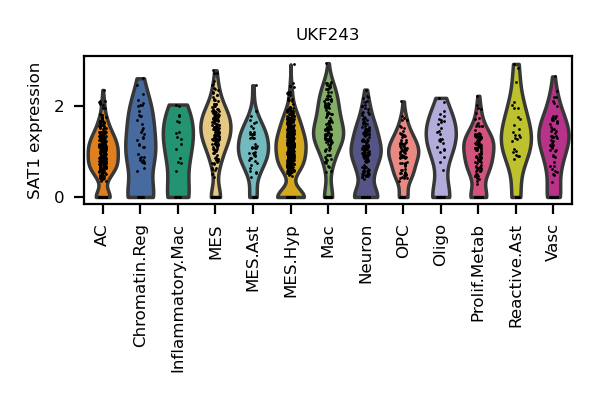 UKF243
SAT1 expression
2
0
AC
Chromatin.Reg
Inflammatory.Mac
MES
MES.Ast
MES.Hyp
Mac
Neuron
OPC
Oligo
Prolif.Metab
Reactive.Ast
Vasc